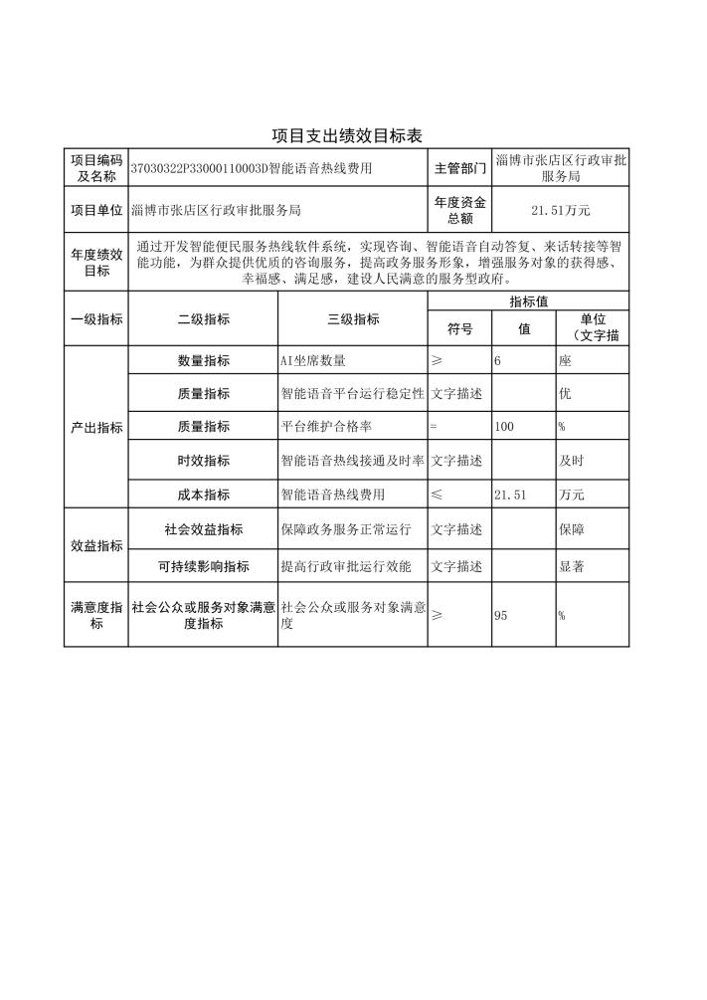 项目支出绩效目标表
项目编码
及名称
37030322P33000110003D智能语音热线费用
主管部门
淄博市张店区行政审批
服务局
项目单位
淄博市张店区行政审批服务局
年度资金
总额
21.51万元
年度绩效
目标
通过开发智能便民服务热线软件系统，实现咨询、智能语音自动答复、来话转接等智
能功能，为群众提供优质的咨询服务，提高政务服务形象，增强服务对象的获得感、
幸福感、满足感，建设人民满意的服务型政府。
一级指标
二级指标
三级指标
指标值
符号
值
单位
（文字描
产出指标
数量指标
AI坐席数量
≥
6
座
质量指标
智能语音平台运行稳定性
文字描述
优
质量指标
平台维护合格率
=
100
%
时效指标
智能语音热线接通及时率
文字描述
及时
成本指标
智能语音热线费用
≤
21.51
万元
效益指标
社会效益指标
保障政务服务正常运行
文字描述
保障
可持续影响指标
提高行政审批运行效能
文字描述
显著
满意度指
标
社会公众或服务对象满意
度指标
社会公众或服务对象满意
度
≥
95
%